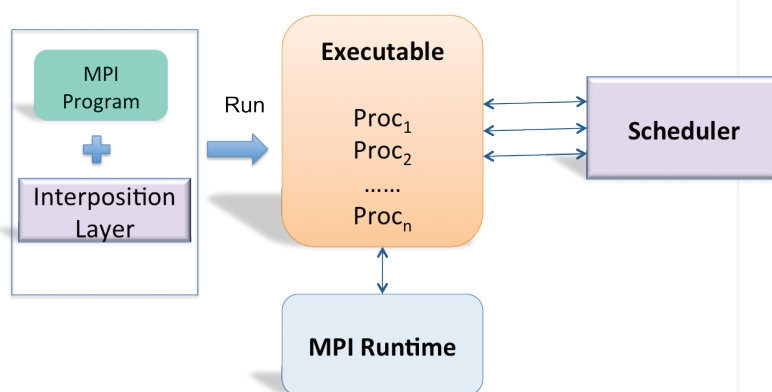 MPI
Program
+
Interposition
Layer
Run
Executable
Proc₁
Proc₂
……
Procₙ
Scheduler
MPI Runtime